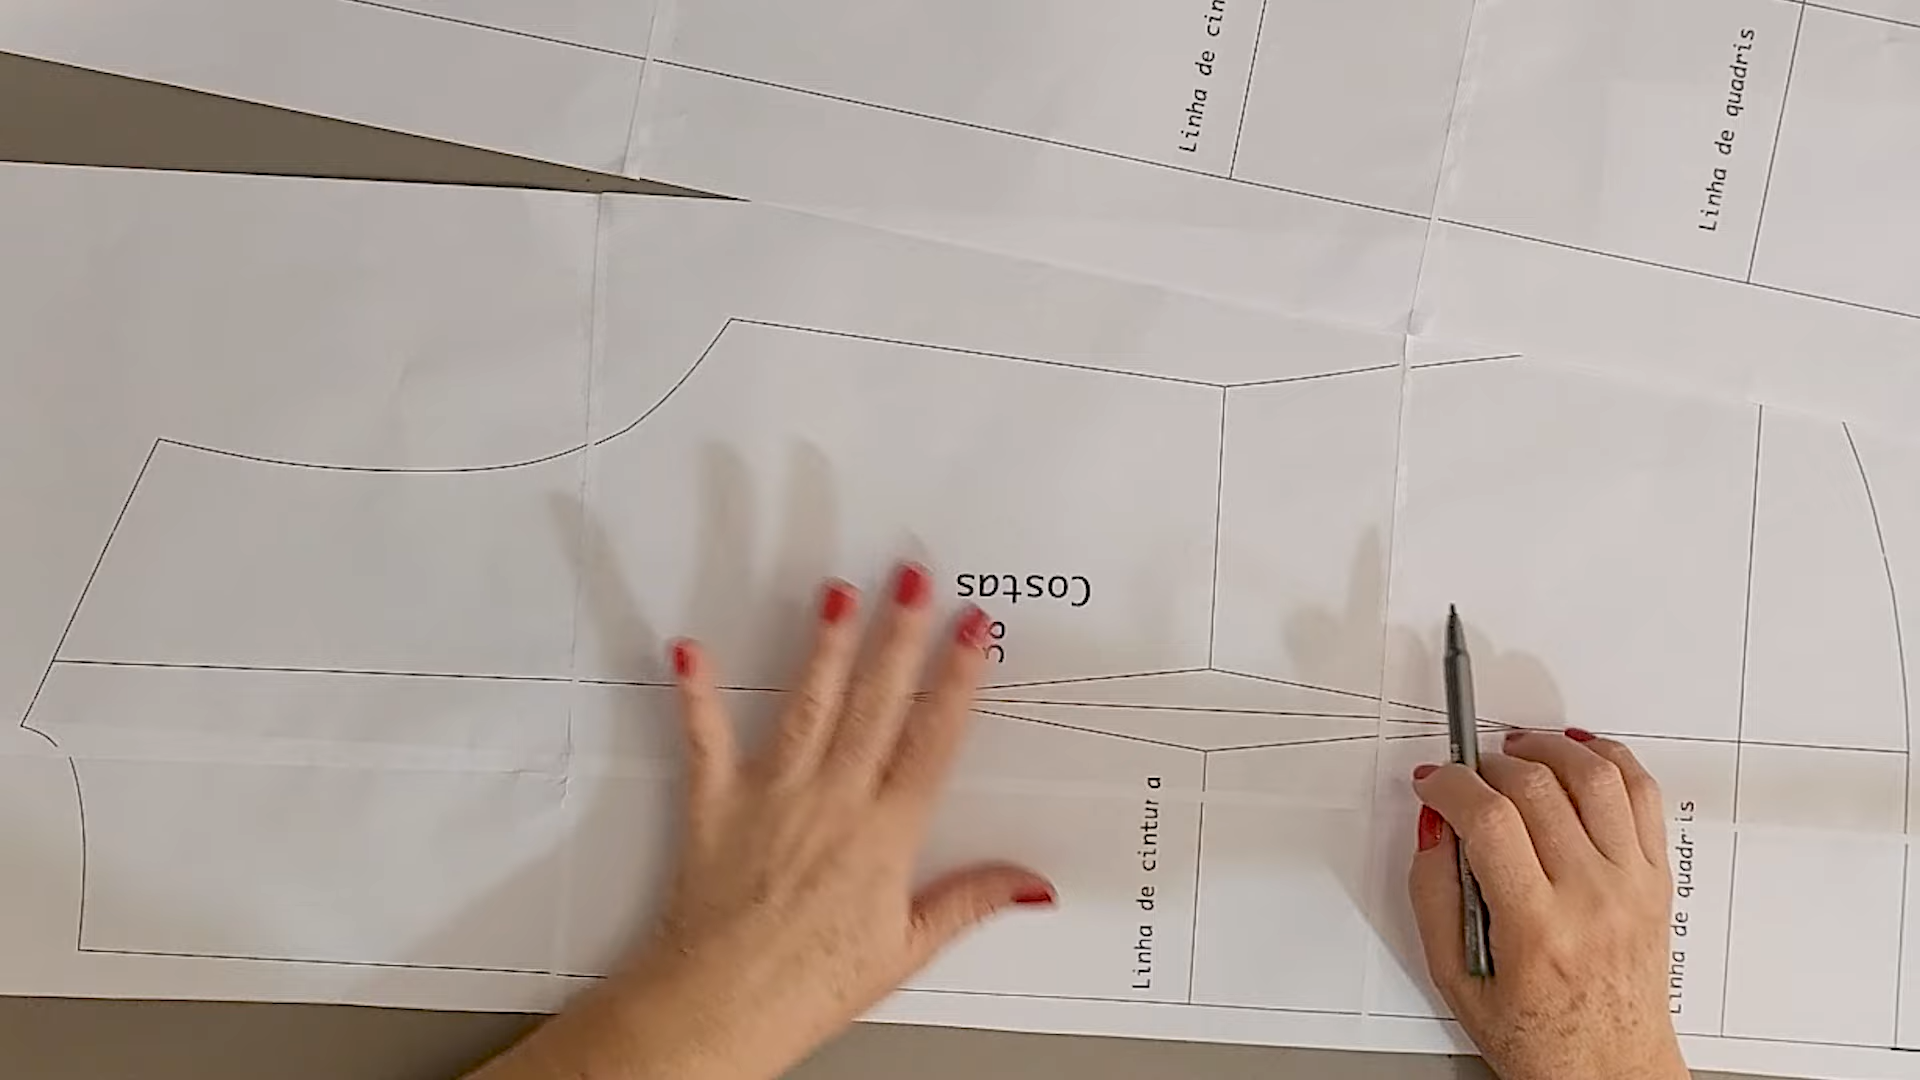 Linha de cin
Linha de quadris
Costas
Linha de cintura
Linha de quadris